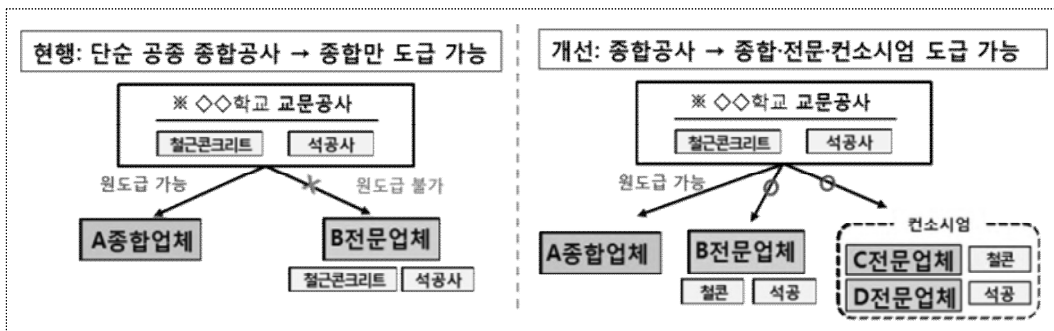 현행: 단순 공종 종합공사 → 종합만 도급 가능
※ ◇◇학교 교문공사
철근콘크리트
석공사
원도급 가능
원도급 불가
A종합업체
B전문업체
철근콘크리트
석공사
개선: 종합공사 → 종합·전문·컨소시엄 도급 가능
※ ◇◇학교 교문공사
철근콘크리트
석공사
원도급 가능
A종합업체
B전문업체
철콘
석공
컨소시엄
C전문업체
철콘
D전문업체
석공